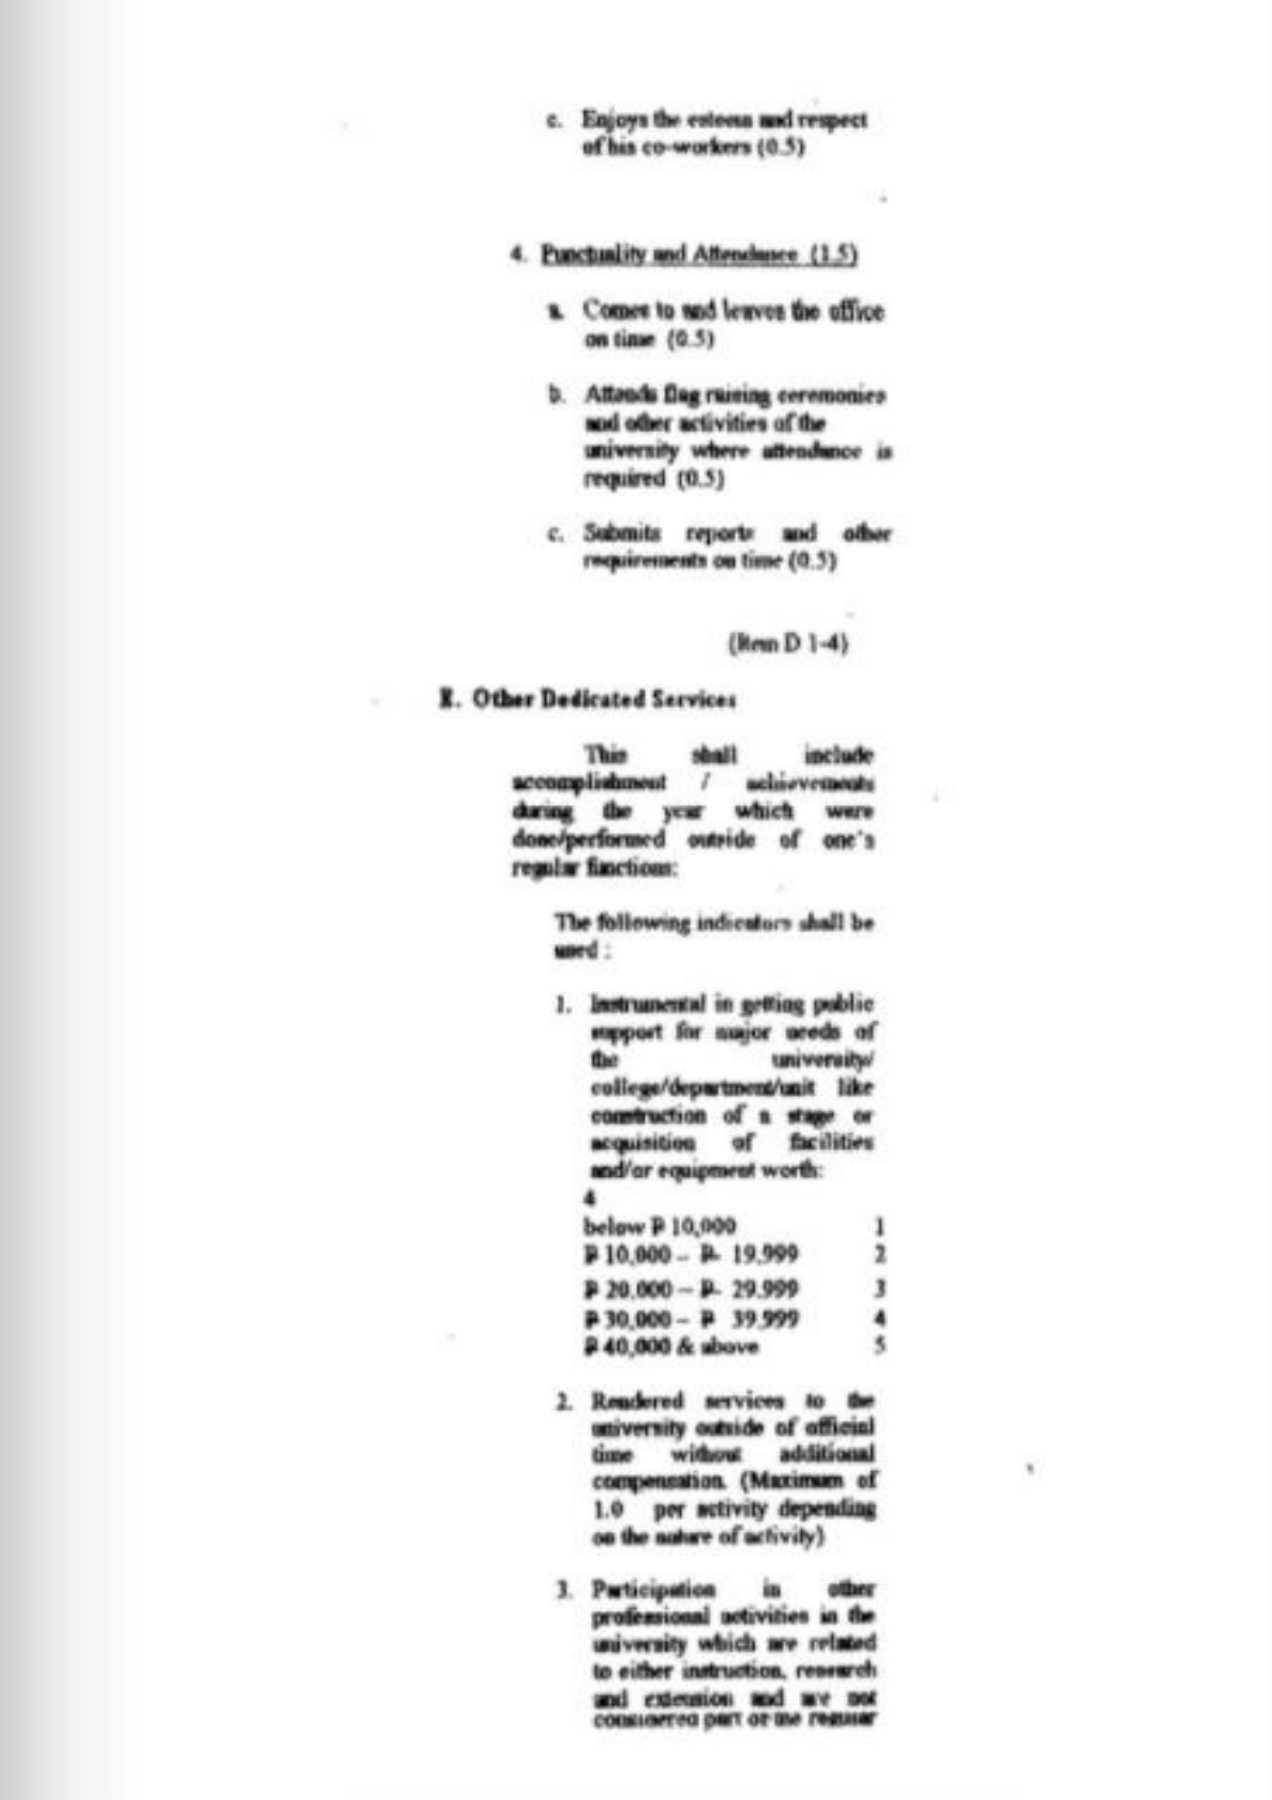 c. Enjoys the esteem and respect
of his co-workers (0.5)
4. Punctuality and Attendance (1.5)
a. Comes to and leaves the office
on time (0.5)
b. Attends flag raising ceremonies
and other activities of the
university where attendance is
required (0.5)
c. Submits reports and other
requirements on time (0.5)
(Item D 1-4)
E. Other Dedicated Services
This shall include
accomplishment / achievements
during the year which were
done/performed outside of one's
regular functions:
The following indicators shall be
used :
1. Instrumental in getting public
support for major needs of
the university/
college/department/unit like
construction of a stage or
acquisition of facilities
and/or equipment worth:
4
below ₱ 10,000 1
₱ 10,000 – ₱ 19,999 2
₱ 20,000 – ₱ 29,999 3
₱ 30,000 – ₱ 39,999 4
₱ 40,000 & above 5
2. Rendered services to the
university outside of official
time without additional
compensation. (Maximum of
1.0 per activity depending
on the nature of activity)
3. Participation in other
professional activities in the
university which are related
to either instruction, research
and extension and are not
considered part of the regular